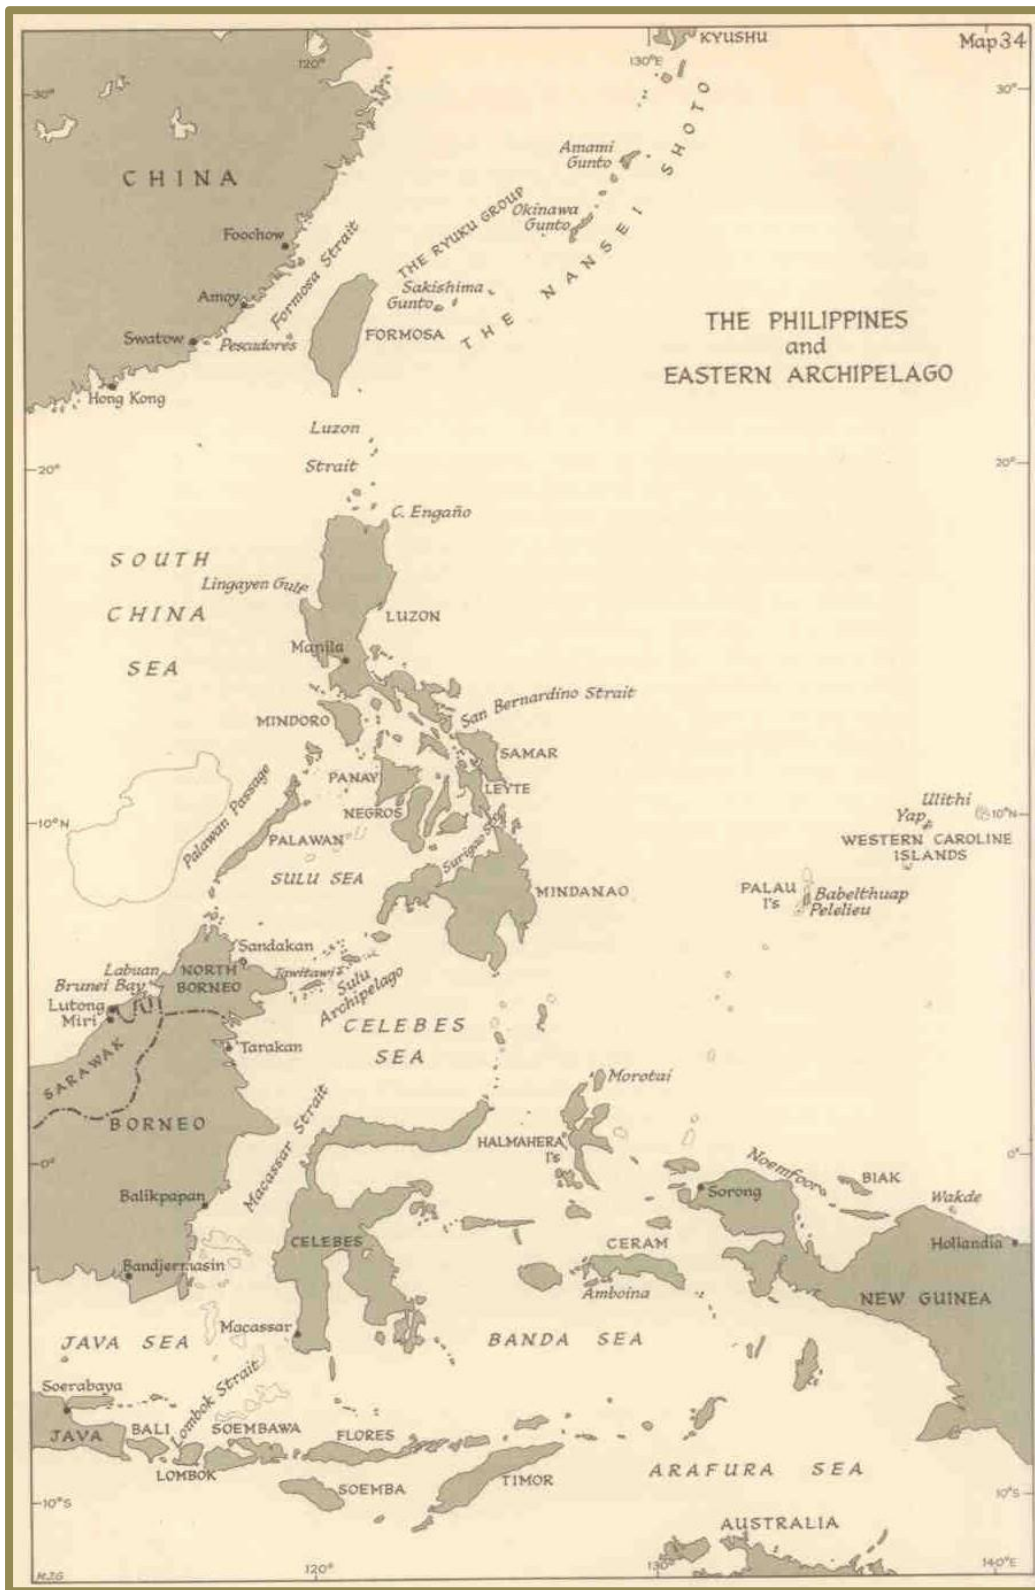 KYUSHU
Map 34
120°
130°E
30°
30°
Amami
Gunto
CHINA
THE NANSEI SHOTO
Okinawa
Gunto
THE RYUKU GROUP
Foochow
Formosa Strait
Sakishima
Gunto
Amoy
FORMOSA
THE PHILIPPINES
and
EASTERN ARCHIPELAGO
Swatow
Pescadores
Hong Kong
Luzon
Strait
20°
20°
C. Engaño
SOUTH
CHINA
SEA
Lingayen Gulf
LUZON
Manila
San Bernardino Strait
MINDORO
SAMAR
PANAY
LEYTE
Palawan Passage
NEGROS
Ulithi
10°N
10°N
Yap
PALAWAN
Surigao Str
WESTERN CAROLINE
ISLANDS
SULU SEA
MINDANAO
PALAU
I's
Babelthuap
Pelelieu
Sandakan
Labuan
NORTH
BORNEO
Tawitawi
Sulu
Archipelago
Brunei Bay
Lutong
Miri
CELEBES
SEA
Tarakan
SARAWAK
Morotai
BORNEO
Macassar Strait
HALMAHERA
I's
0°
0°
Noemfoor
BIAK
Balikpapan
Sorong
Wakde
CELEBES
CERAM
Hollandia
Bandjermasin
Amboina
NEW GUINEA
Macassar
JAVA SEA
BANDA SEA
Soerabaya
Lombok Strait
JAVA
BALI
SOEMBAWA
FLORES
LOMBOK
SOEMBA
TIMOR
ARAFURA SEA
10°S
10°S
AUSTRALIA
H.J.G
120°
130°
140°E